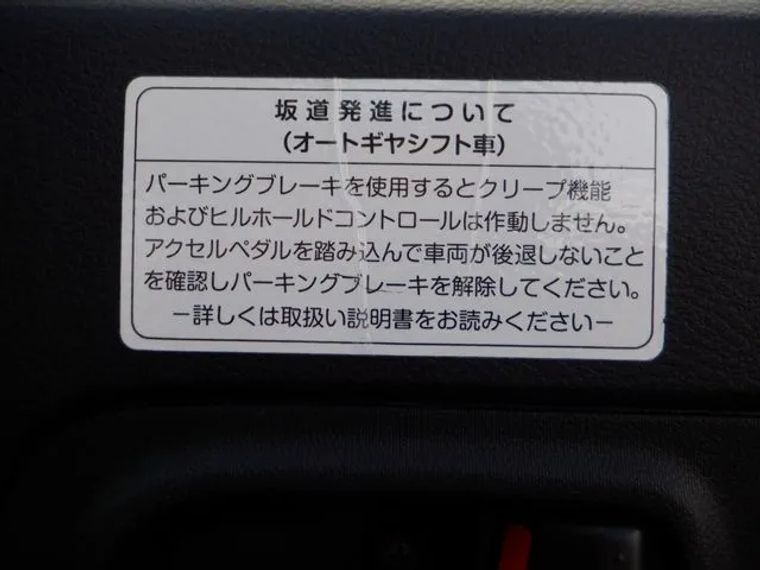 坂道発進について
(オートギヤシフト車)
パーキングブレーキを使用するとクリープ機能
およびヒルホールドコントロールは作動しません。
アクセルペダルを踏み込んで車両が後退しないこと
を確認しパーキングブレーキを解除してください。
－詳しくは取扱い説明書をお読みください－